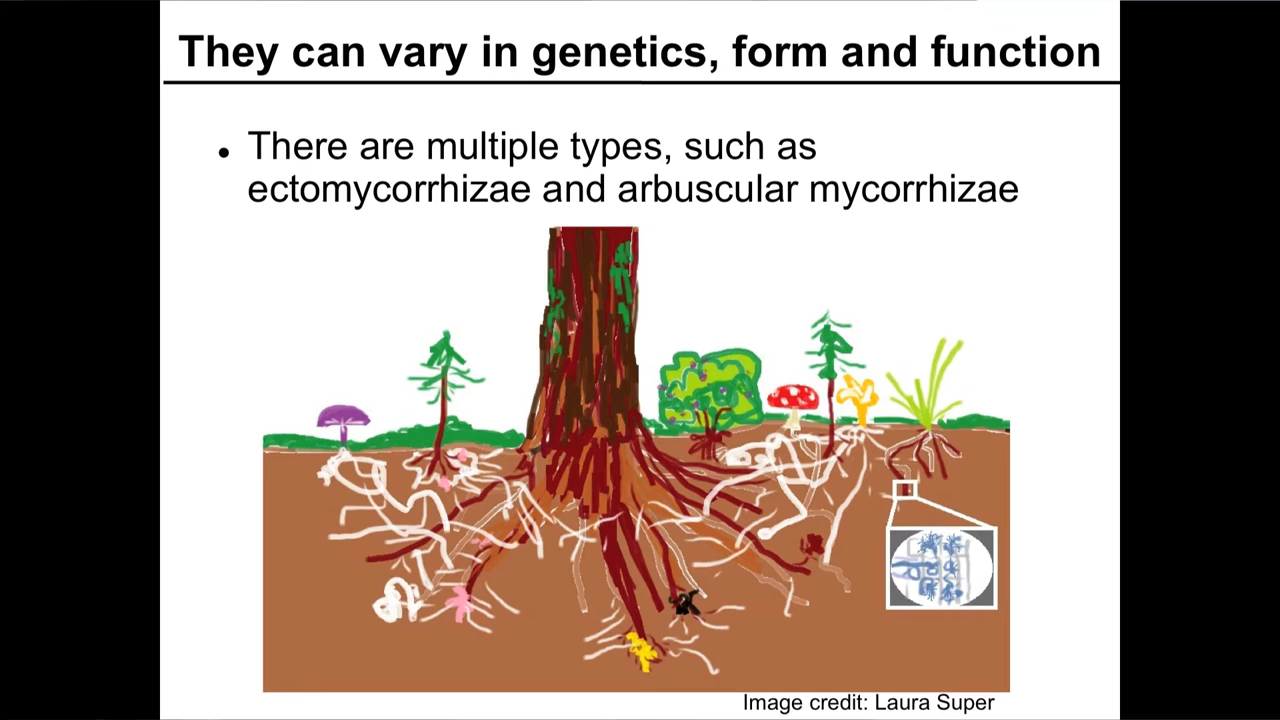 They can vary in genetics, form and function
• There are multiple types, such as
ectomycorrhizae and arbuscular mycorrhizae
Image credit: Laura Super